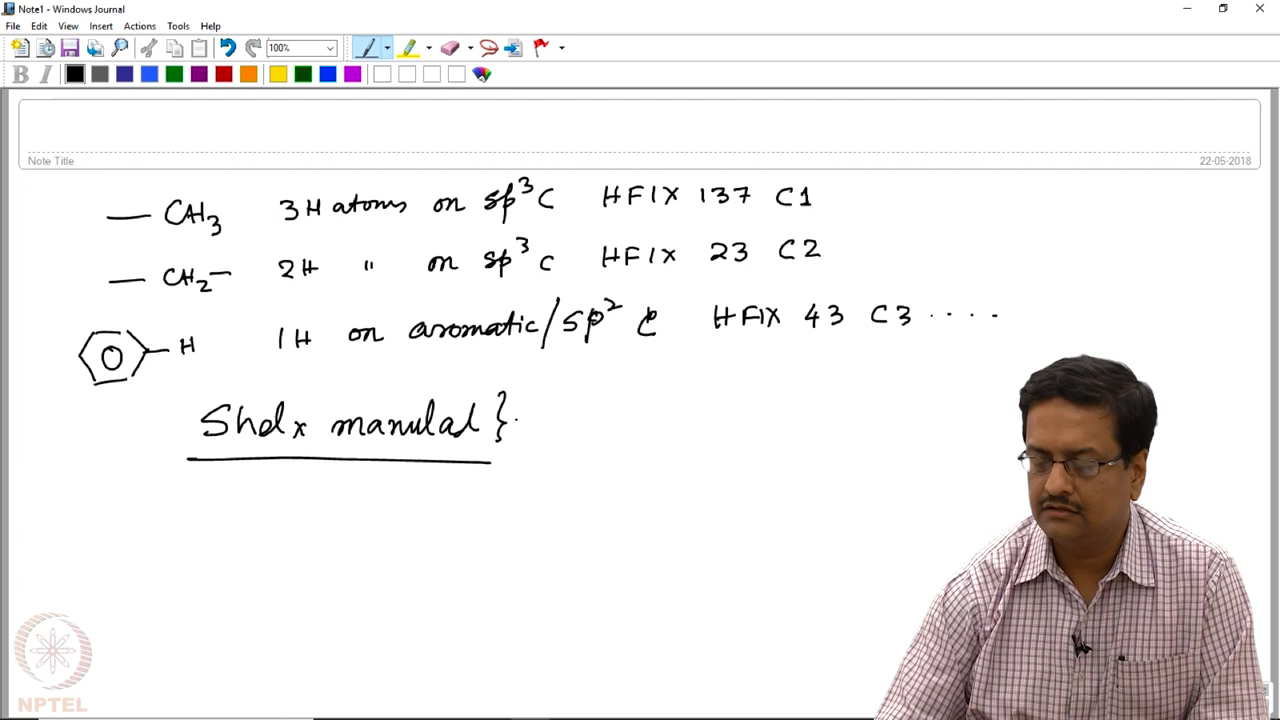 Note1 - Windows Journal
File Edit View Insert Actions Tools Help
100%
B I
Note Title 22-05-2018
— CH3 3H atoms on sp3 C HFIX 137 C1
— CH2 — 2H " on sp3 C HFIX 23 C2
H 1H on aromatic/sp2 C HFIX 43 C3 ....
Shelx manulal }.
NPTEL